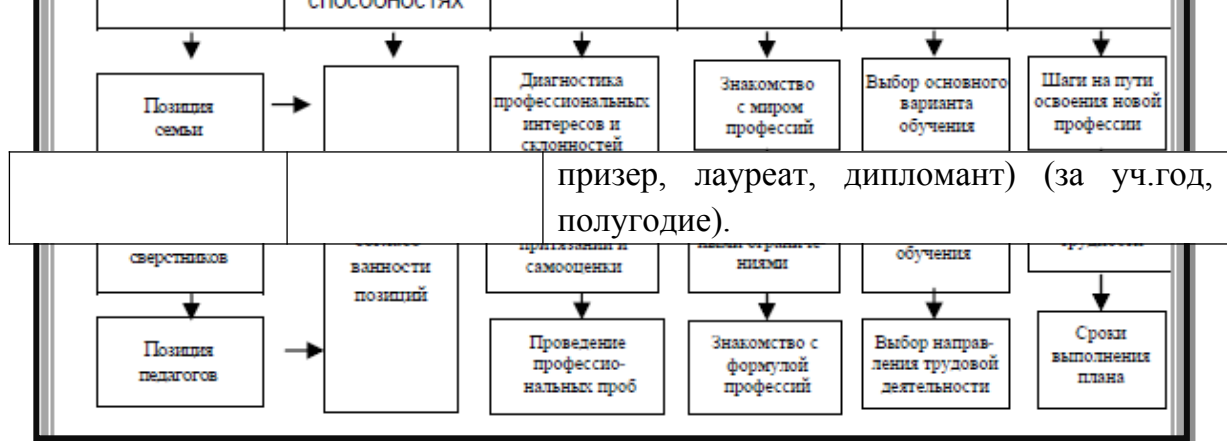 СПОСОБНОСТЯХ
Позиция
семьи
Диагностика
профессиональных
интересов и
склонностей
Знакомство
с миром
профессий
Выбор основного
варианта
обучения
Шаги на пути
освоения новой
профессии
призер, лауреат, дипломант) (за уч.год,
полугодие).
сверстников
ванности
позиций
притязаний и
самооценки
ниями
обучения
Позиция
педагогов
Проведение
профессио-
нальных проб
Знакомство с
формулой
профессий
Выбор направ-
ления трудовой
деятельности
Сроки
выполнения
плана